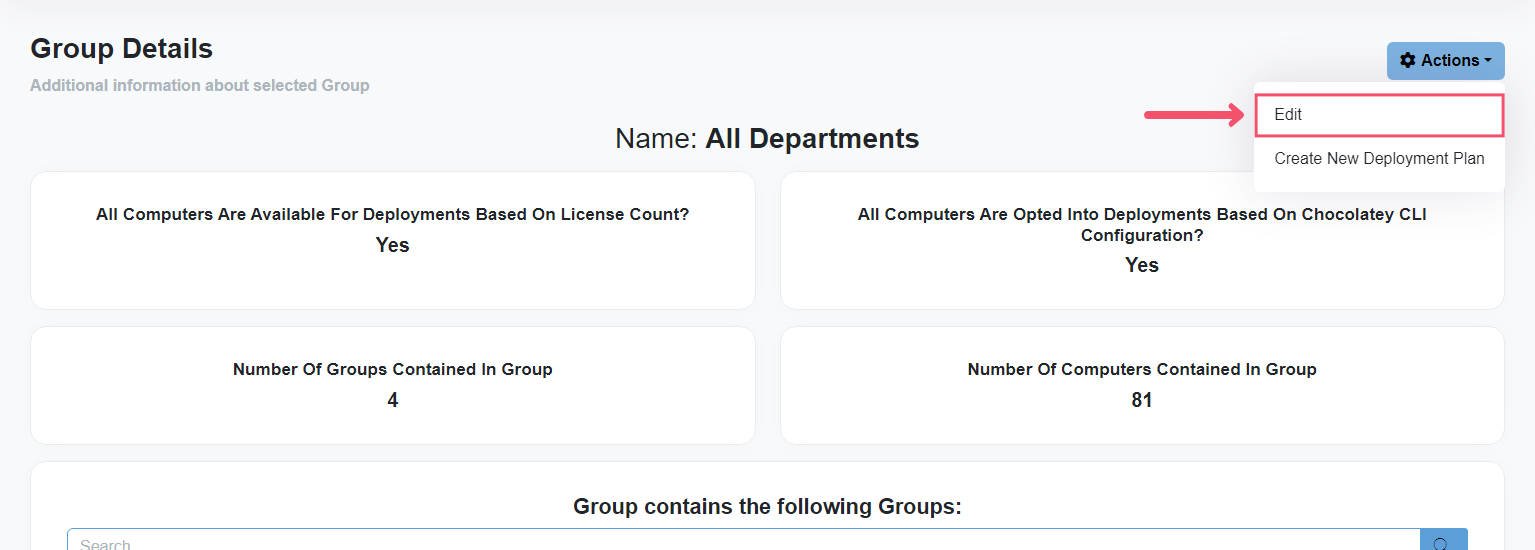 Group Details
Additional information about selected Group
Actions
Edit
Create New Deployment Plan
Name: All Departments
All Computers Are Available For Deployments Based On License Count?
Yes
All Computers Are Opted Into Deployments Based On Chocolatey CLI
Configuration?
Yes
Number Of Groups Contained In Group
4
Number Of Computers Contained In Group
81
Group contains the following Groups:
Search